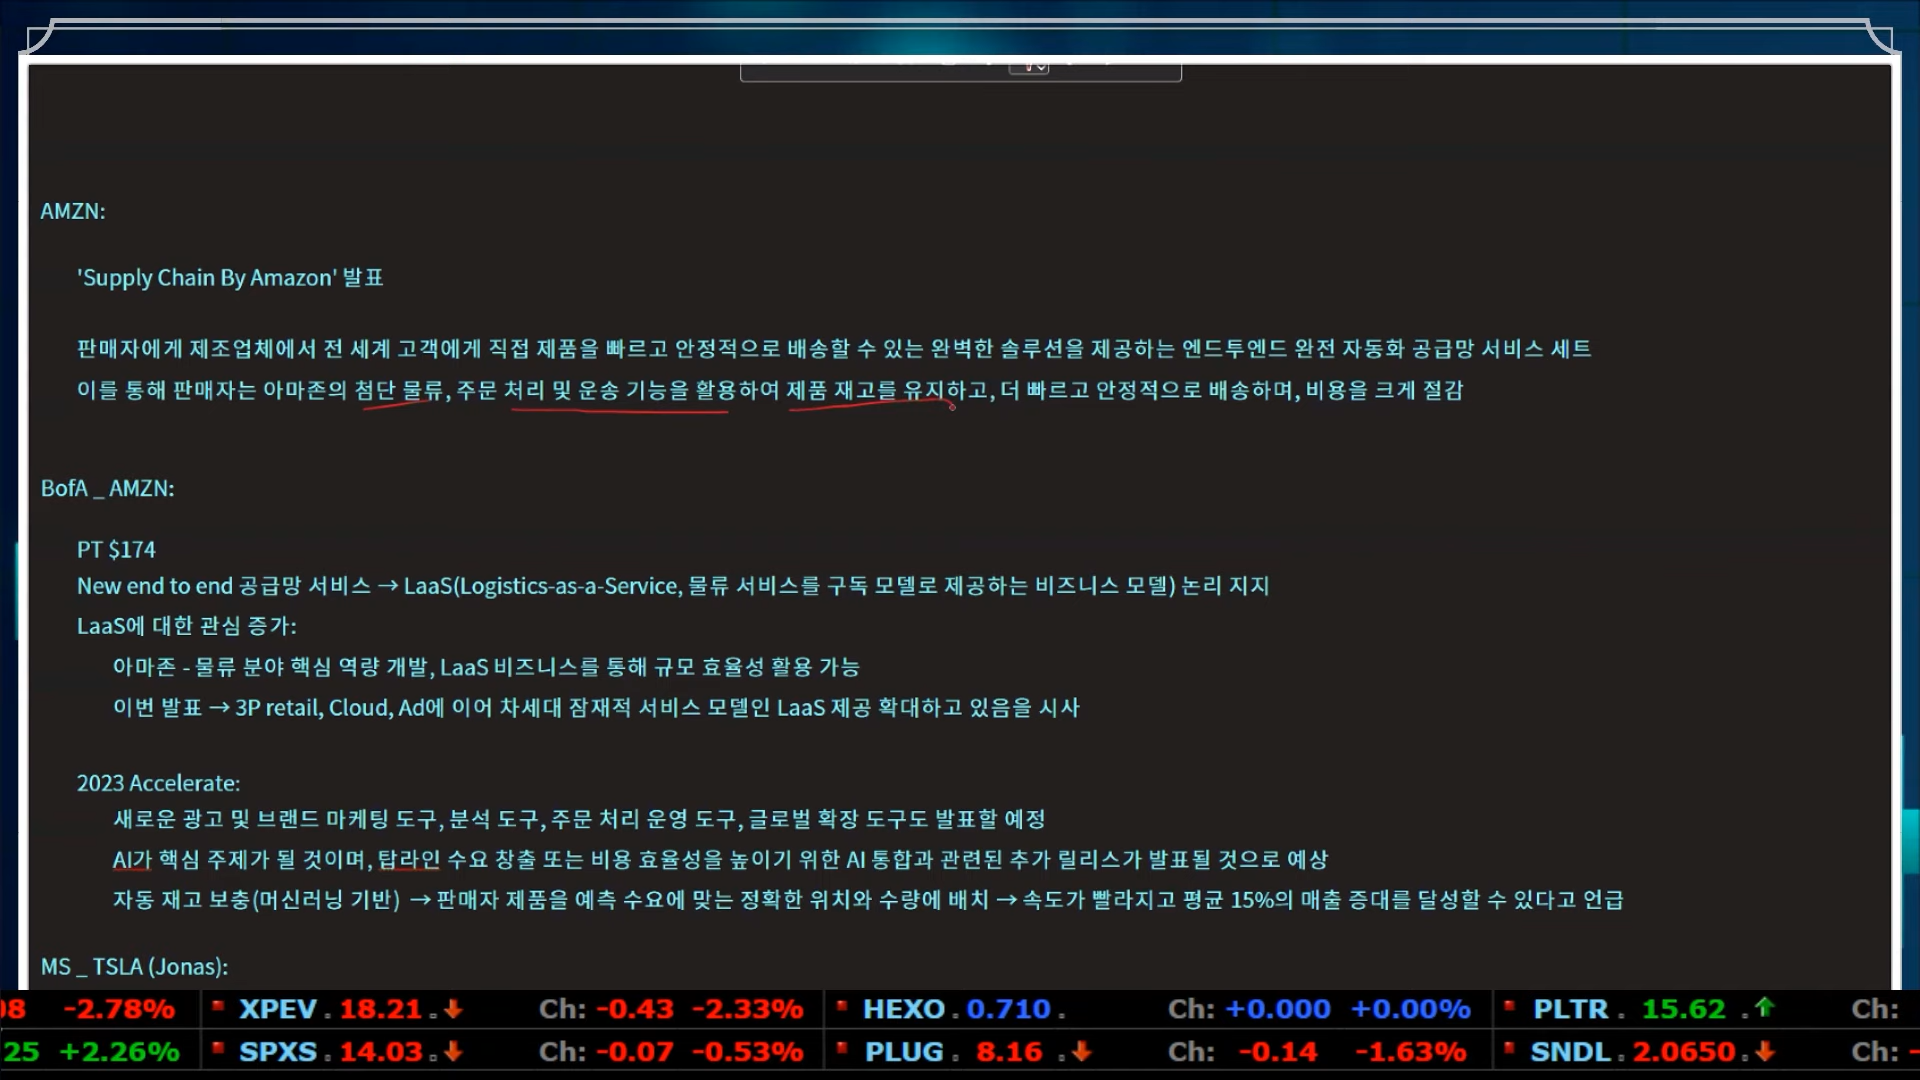 AMZN:
'Supply Chain By Amazon' 발표
판매자에게 제조업체에서 전 세계 고객에게 직접 제품을 빠르고 안정적으로 배송할 수 있는 완벽한 솔루션을 제공하는 엔드투엔드 완전 자동화 공급망 서비스 세트
이를 통해 판매자는 아마존의 첨단 물류, 주문 처리 및 운송 기능을 활용하여 제품 재고를 유지하고, 더 빠르고 안정적으로 배송하며, 비용을 크게 절감
BofA _ AMZN:
PT $174
New end to end 공급망 서비스 → LaaS(Logistics-as-a-Service, 물류 서비스를 구독 모델로 제공하는 비즈니스 모델) 논리 지지
LaaS에 대한 관심 증가:
아마존 - 물류 분야 핵심 역량 개발, LaaS 비즈니스를 통해 규모 효율성 활용 가능
이번 발표 → 3P retail, Cloud, Ad에 이어 차세대 잠재적 서비스 모델인 LaaS 제공 확대하고 있음을 시사
2023 Accelerate:
새로운 광고 및 브랜드 마케팅 도구, 분석 도구, 주문 처리 운영 도구, 글로벌 확장 도구도 발표할 예정
AI가 핵심 주제가 될 것이며, 탑라인 수요 창출 또는 비용 효율성을 높이기 위한 AI 통합과 관련된 추가 릴리스가 발표될 것으로 예상
자동 재고 보충(머신러닝 기반) → 판매자 제품을 예측 수요에 맞는 정확한 위치와 수량에 배치 → 속도가 빨라지고 평균 15%의 매출 증대를 달성할 수 있다고 언급
MS _ TSLA (Jonas):
08 -2.78% XPEV . 18.21 . Ch: -0.43 -2.33% HEXO . 0.710 . Ch: +0.000 +0.00% PLTR . 15.62 . Ch:
25 +2.26% SPXS . 14.03 . Ch: -0.07 -0.53% PLUG . 8.16 . Ch: -0.14 -1.63% SNDL . 2.0650 . Ch: -